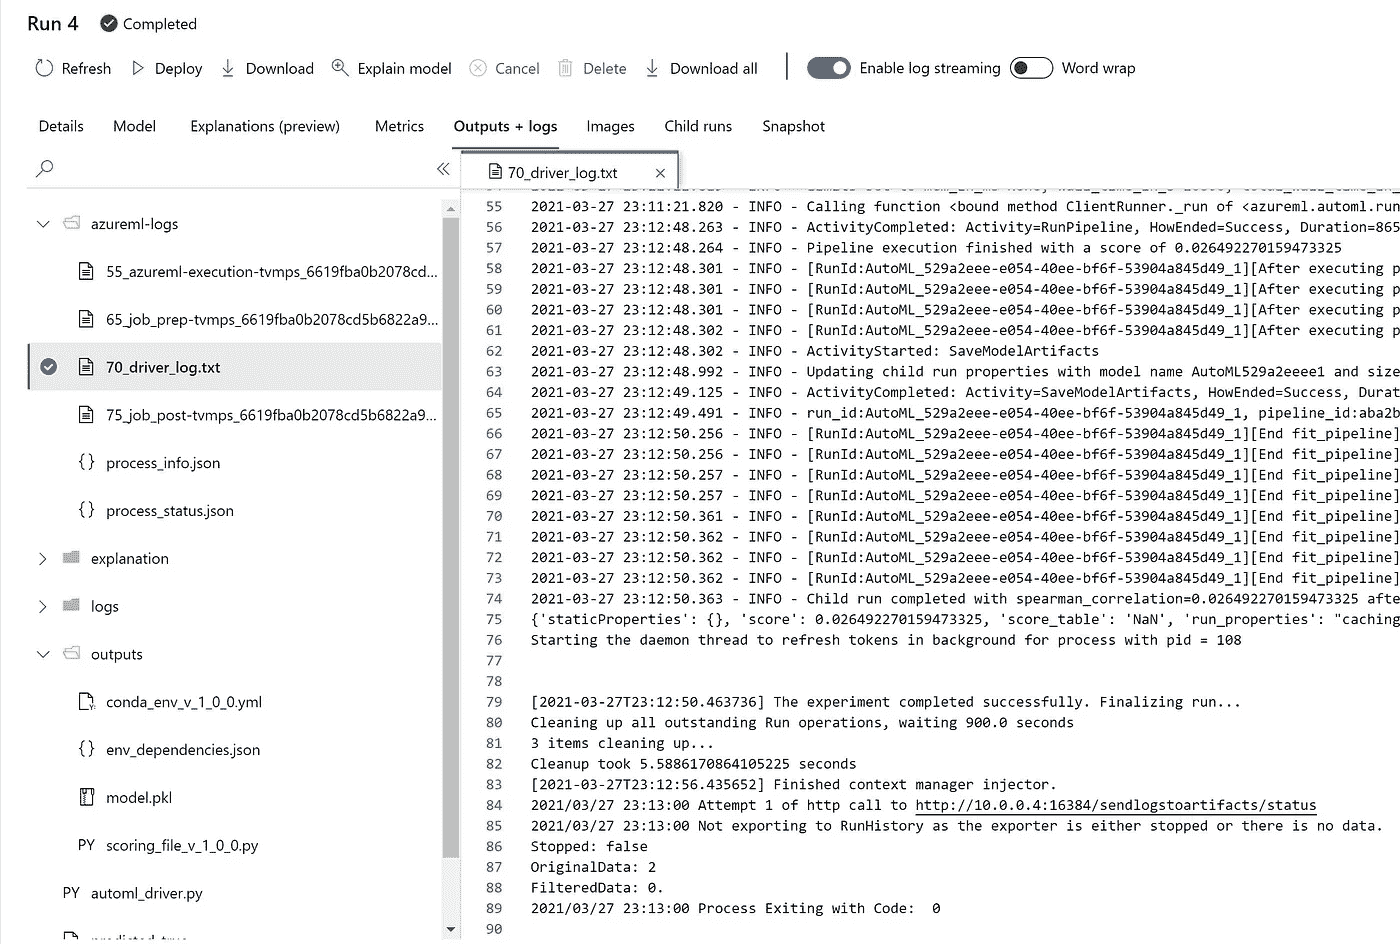 Run 4 Completed
Refresh Deploy Download Explain model Cancel Delete Download all Enable log streaming Word wrap
Details Model Explanations (preview) Metrics Outputs + logs Images Child runs Snapshot
azureml-logs
55_azureml-execution-tvmps_6619fba0b2078cd...
65_job_prep-tvmps_6619fba0b2078cd5b6822a9...
70_driver_log.txt
75_job_post-tvmps_6619fba0b2078cd5b6822a9...
{} process_info.json
{} process_status.json
explanation
logs
outputs
conda_env_v_1_0_0.yml
{} env_dependencies.json
model.pkl
PY scoring_file_v_1_0_0.py
PY automl_driver.py
70_driver_log.txt
55 2021-03-27 23:11:21.820 - INFO - Calling function <bound method ClientRunner._run of <azureml.automl.run
56 2021-03-27 23:12:48.263 - INFO - ActivityCompleted: Activity=RunPipeline, HowEnded=Success, Duration=865
57 2021-03-27 23:12:48.264 - INFO - Pipeline execution finished with a score of 0.026492270159473325
58 2021-03-27 23:12:48.301 - INFO - [RunId:AutoML_529a2eee-e054-40ee-bf6f-53904a845d49_1][After executing p
59 2021-03-27 23:12:48.301 - INFO - [RunId:AutoML_529a2eee-e054-40ee-bf6f-53904a845d49_1][After executing p
60 2021-03-27 23:12:48.301 - INFO - [RunId:AutoML_529a2eee-e054-40ee-bf6f-53904a845d49_1][After executing p
61 2021-03-27 23:12:48.302 - INFO - [RunId:AutoML_529a2eee-e054-40ee-bf6f-53904a845d49_1][After executing p
62 2021-03-27 23:12:48.302 - INFO - ActivityStarted: SaveModelArtifacts
63 2021-03-27 23:12:48.992 - INFO - Updating child run properties with model name AutoML529a2eeee1 and size
64 2021-03-27 23:12:49.125 - INFO - ActivityCompleted: Activity=SaveModelArtifacts, HowEnded=Success, Durat
65 2021-03-27 23:12:49.491 - INFO - run_id:AutoML_529a2eee-e054-40ee-bf6f-53904a845d49_1, pipeline_id:aba2b
66 2021-03-27 23:12:50.256 - INFO - [RunId:AutoML_529a2eee-e054-40ee-bf6f-53904a845d49_1][End fit_pipeline]
67 2021-03-27 23:12:50.256 - INFO - [RunId:AutoML_529a2eee-e054-40ee-bf6f-53904a845d49_1][End fit_pipeline]
68 2021-03-27 23:12:50.257 - INFO - [RunId:AutoML_529a2eee-e054-40ee-bf6f-53904a845d49_1][End fit_pipeline]
69 2021-03-27 23:12:50.257 - INFO - [RunId:AutoML_529a2eee-e054-40ee-bf6f-53904a845d49_1][End fit_pipeline]
70 2021-03-27 23:12:50.361 - INFO - [RunId:AutoML_529a2eee-e054-40ee-bf6f-53904a845d49_1][End fit_pipeline]
71 2021-03-27 23:12:50.362 - INFO - [RunId:AutoML_529a2eee-e054-40ee-bf6f-53904a845d49_1][End fit_pipeline]
72 2021-03-27 23:12:50.362 - INFO - [RunId:AutoML_529a2eee-e054-40ee-bf6f-53904a845d49_1][End fit_pipeline]
73 2021-03-27 23:12:50.362 - INFO - [RunId:AutoML_529a2eee-e054-40ee-bf6f-53904a845d49_1][End fit_pipeline]
74 2021-03-27 23:12:50.363 - INFO - Child run completed with spearman_correlation=0.026492270159473325 afte
75 {'staticProperties': {}, 'score': 0.026492270159473325, 'score_table': 'NaN', 'run_properties': "caching
76 Starting the daemon thread to refresh tokens in background for process with pid = 108
77
78
79 [2021-03-27T23:12:50.463736] The experiment completed successfully. Finalizing run...
80 Cleaning up all outstanding Run operations, waiting 900.0 seconds
81 3 items cleaning up...
82 Cleanup took 5.5886170864105225 seconds
83 [2021-03-27T23:12:56.435652] Finished context manager injector.
84 2021/03/27 23:13:00 Attempt 1 of http call to http://10.0.0.4:16384/sendlogstoartifacts/status
85 2021/03/27 23:13:00 Not exporting to RunHistory as the exporter is either stopped or there is no data.
86 Stopped: false
87 OriginalData: 2
88 FilteredData: 0.
89 2021/03/27 23:13:00 Process Exiting with Code:  0
90